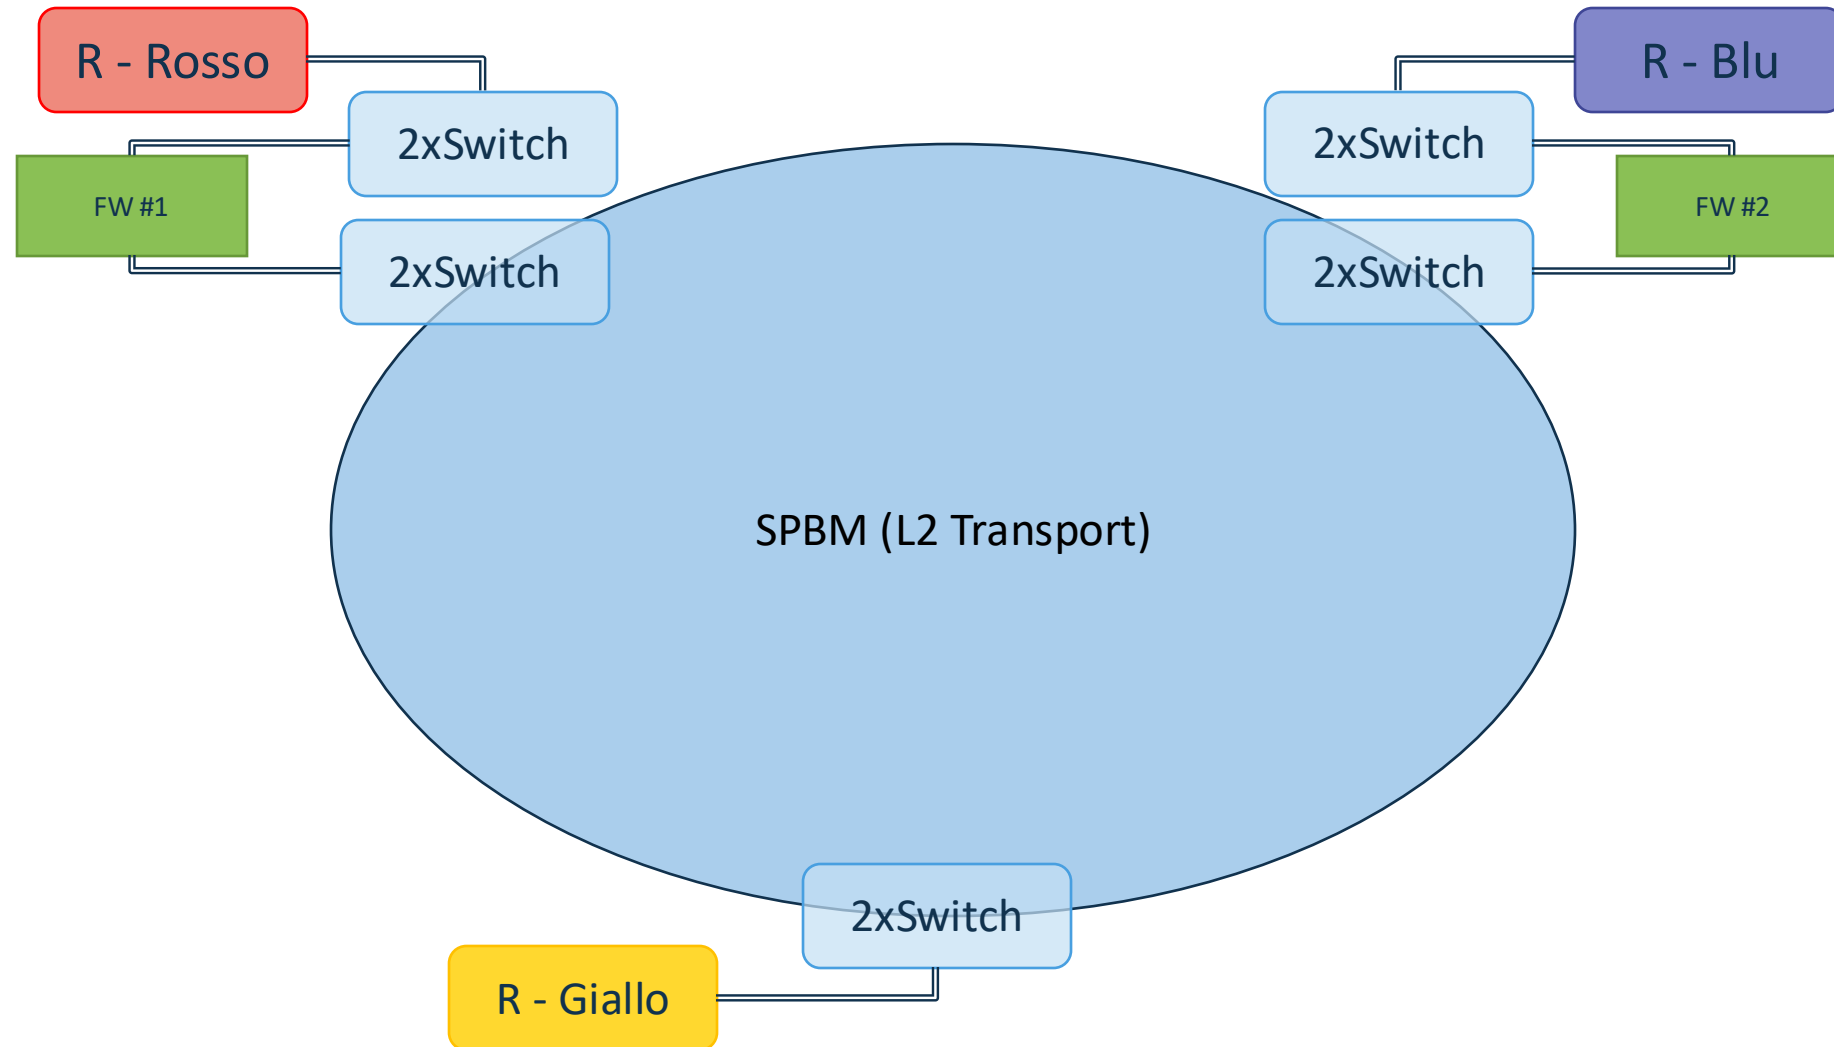 R - Rosso
R - Blu
2xSwitch
2xSwitch
FW #1
FW #2
2xSwitch
2xSwitch
SPBM (L2 Transport)
2xSwitch
R - Giallo